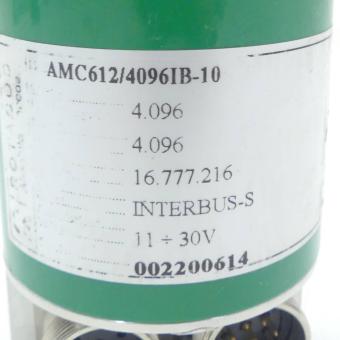 AMC612/4096IB-10
4.096
4.096
16.777.216
INTERBUS-S
11 ÷ 30V
002200614